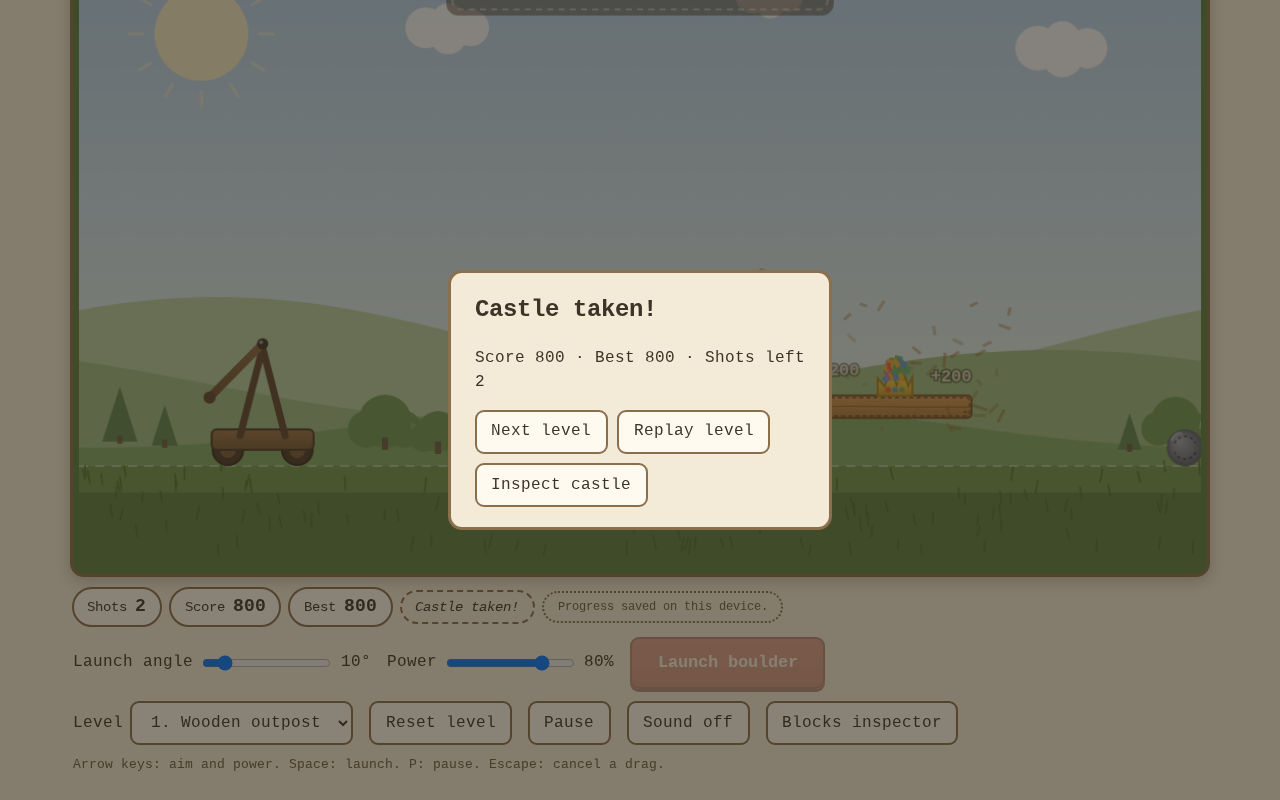 Castle taken!
Score 800 · Best 800 · Shots left
2
200
+200
Next level
Replay level
Inspect castle
Shots 2
Score 800
Best 800
Castle taken!
Progress saved on this device.
Launch angle
10°
Power
80%
Launch boulder
Level
1. Wooden outpost
Reset level
Pause
Sound off
Blocks inspector
Arrow keys: aim and power. Space: launch. P: pause. Escape: cancel a drag.